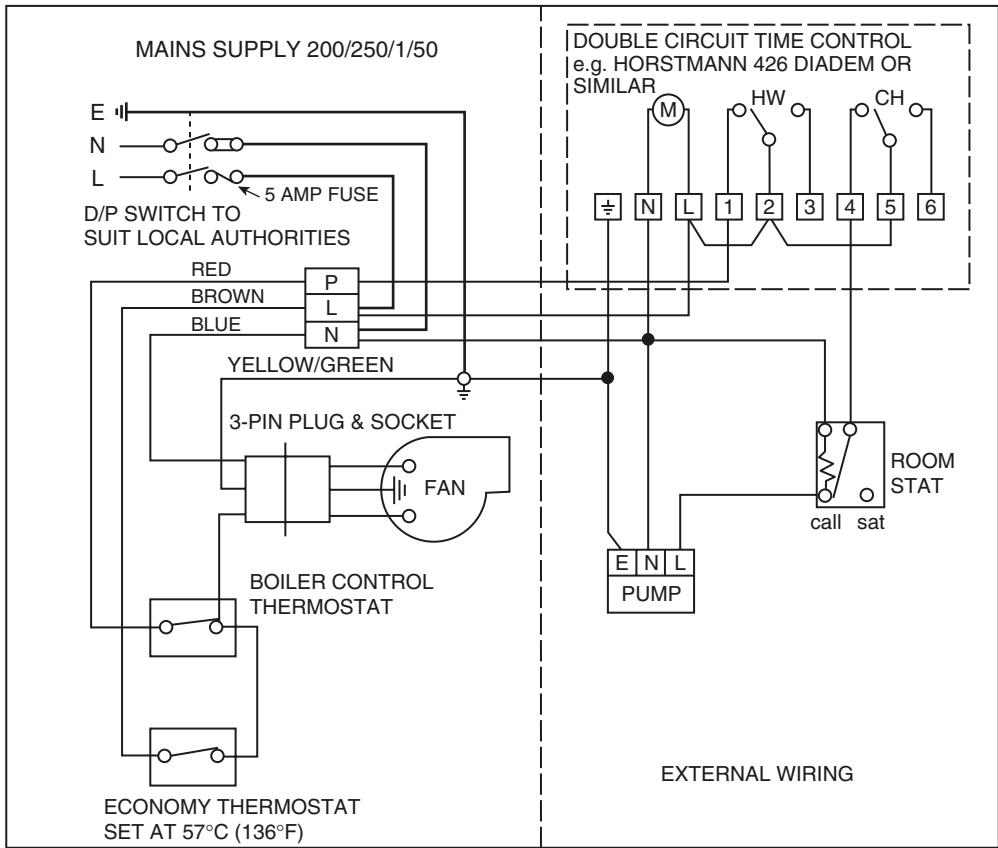 MAINS SUPPLY 200/250/1/50
E
N
L
5 AMP FUSE
D/P SWITCH TO
SUIT LOCAL AUTHORITIES
RED
BROWN
BLUE
P
L
N
YELLOW/GREEN
3-PIN PLUG & SOCKET
FAN
BOILER CONTROL
THERMOSTAT
ECONOMY THERMOSTAT
SET AT 57°C (136°F)
DOUBLE CIRCUIT TIME CONTROL
e.g. HORSTMANN 426 DIADEM OR
SIMILAR
M
HW
CH
N L 1 2 3 4 5 6
ROOM
STAT
call sat
E N L
PUMP
EXTERNAL WIRING